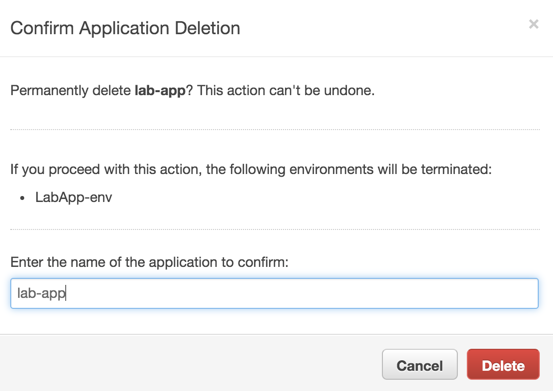 Confirm Application Deletion
×
Permanently delete lab-app? This action can't be undone.
If you proceed with this action, the following environments will be terminated:
• LabApp-env
Enter the name of the application to confirm:
lab-app
Cancel Delete